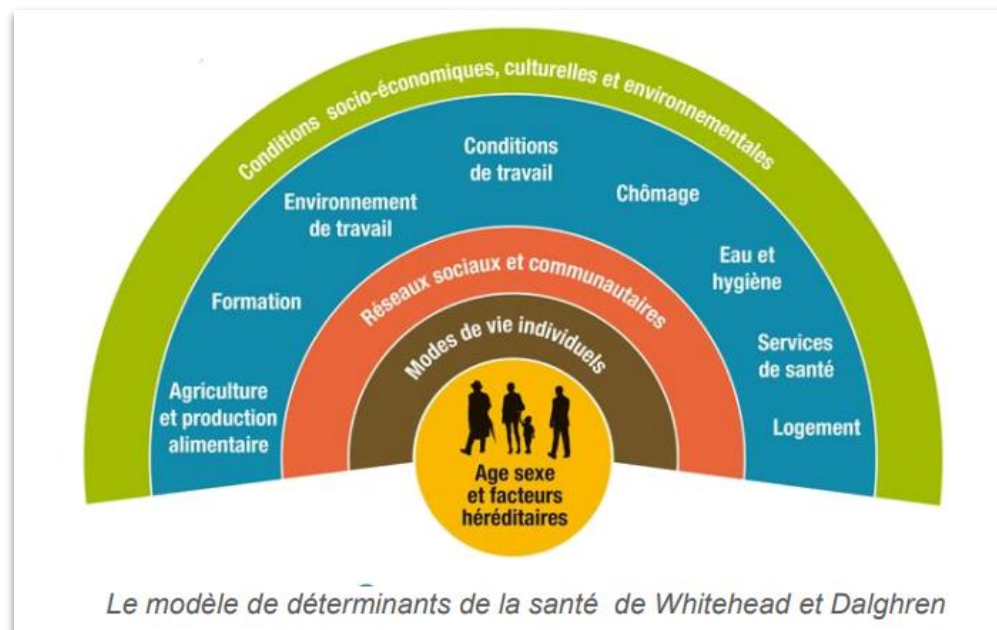 Conditions socio-économiques, culturelles et environnementales
Conditions
de travail
Environnement
de travail
Chômage
Formation
Eau et
hygiène
Agriculture
et production
alimentaire
Services
de santé
Logement
Réseaux sociaux et communautaires
Modes de vie individuels
Age sexe
et facteurs
héréditaires
Le modèle de déterminants de la santé de Whitehead et Dalghren